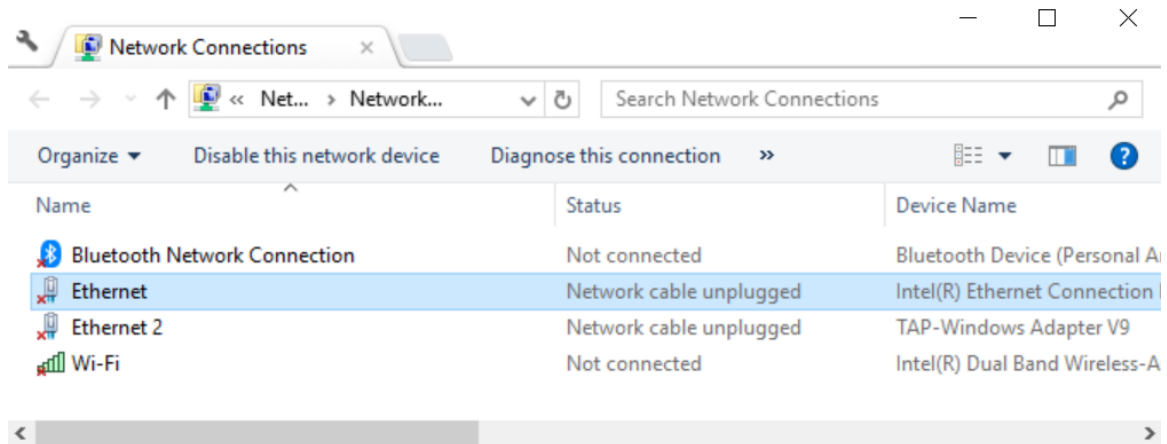 Network Connections
« Net... › Network...
Search Network Connections
Organize Disable this network device Diagnose this connection »
Name Status Device Name
Bluetooth Network Connection Not connected Bluetooth Device (Personal
Ethernet Network cable unplugged Intel(R) Ethernet Connection
Ethernet 2 Network cable unplugged TAP-Windows Adapter V9
Wi-Fi Not connected Intel(R) Dual Band Wireless-A